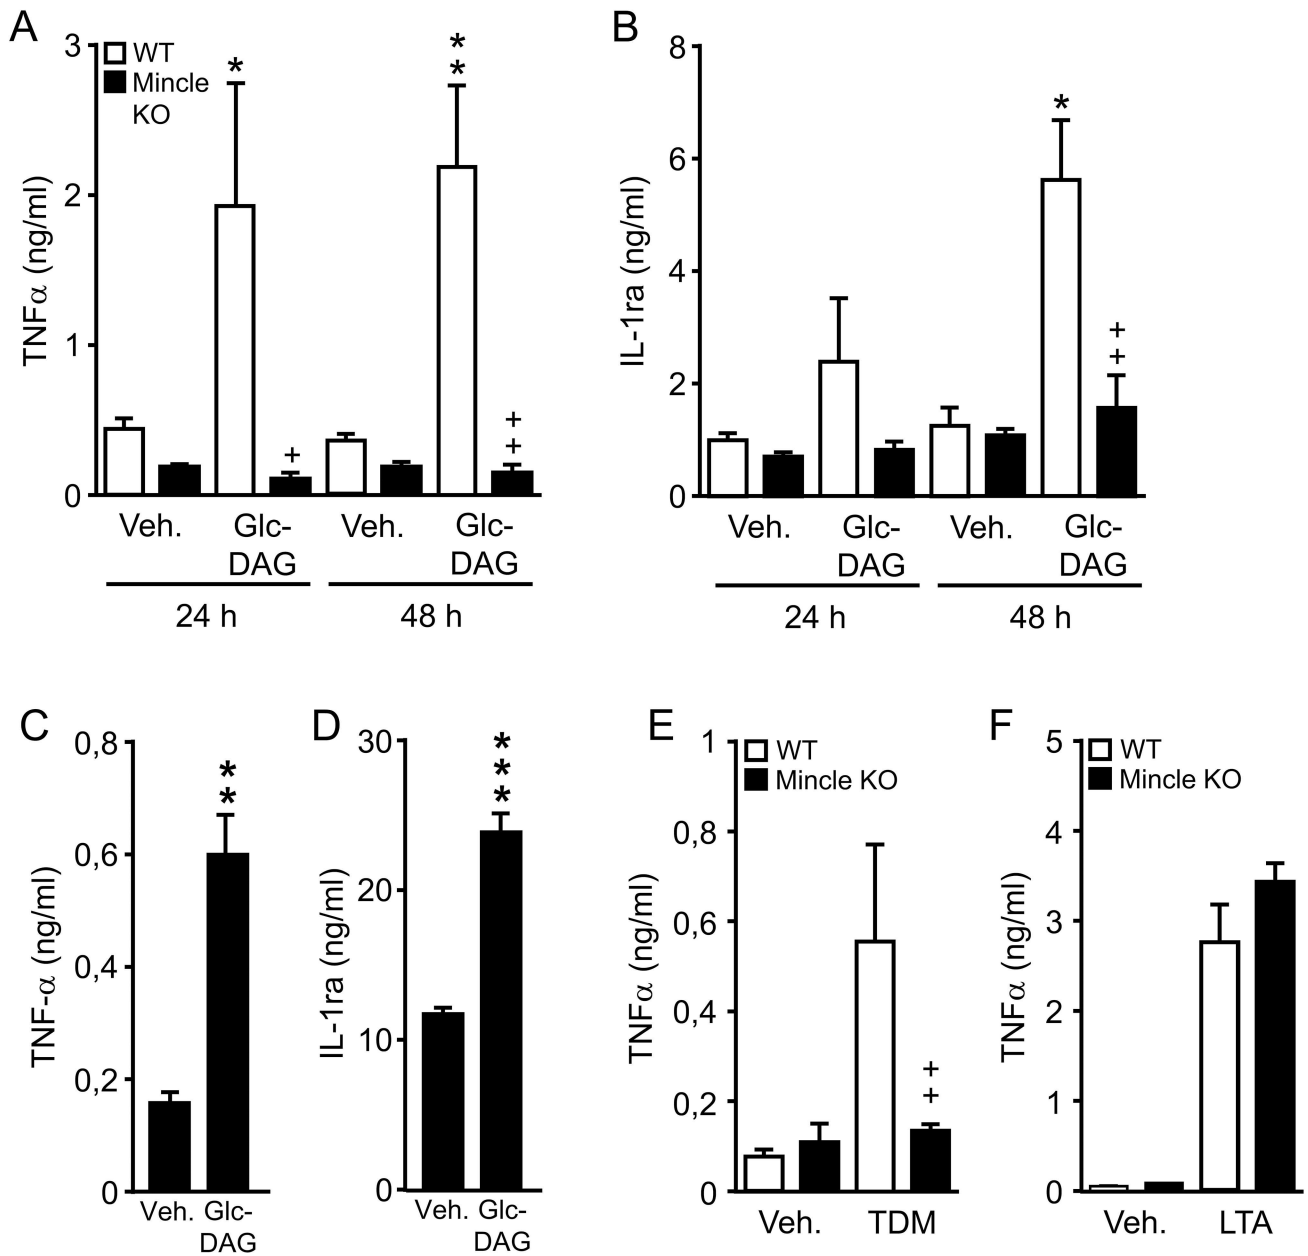 A
B
3
2
1
0
TNFα (ng/ml)
WT
Mincle
KO
*
*
*
+
+
+
Veh.
Glc-
DAG
Veh.
Glc-
DAG
24 h
48 h
8
6
4
2
0
IL-1ra (ng/ml)
*
+
+
Veh.
Glc-
DAG
Veh.
Glc-
DAG
24 h
48 h
C
0,8
0,6
0,4
0,2
0
TNF-α (ng/ml)
*
*
Veh.
Glc-
DAG
D
30
20
10
0
IL-1ra (ng/ml)
*
*
*
Veh.
Glc-
DAG
E
1
0,8
0,6
0,4
0,2
0
TNFα (ng/ml)
WT
Mincle KO
+
+
Veh.
TDM
F
5
4
3
2
1
0
TNFα (ng/ml)
WT
Mincle KO
Veh.
LTA